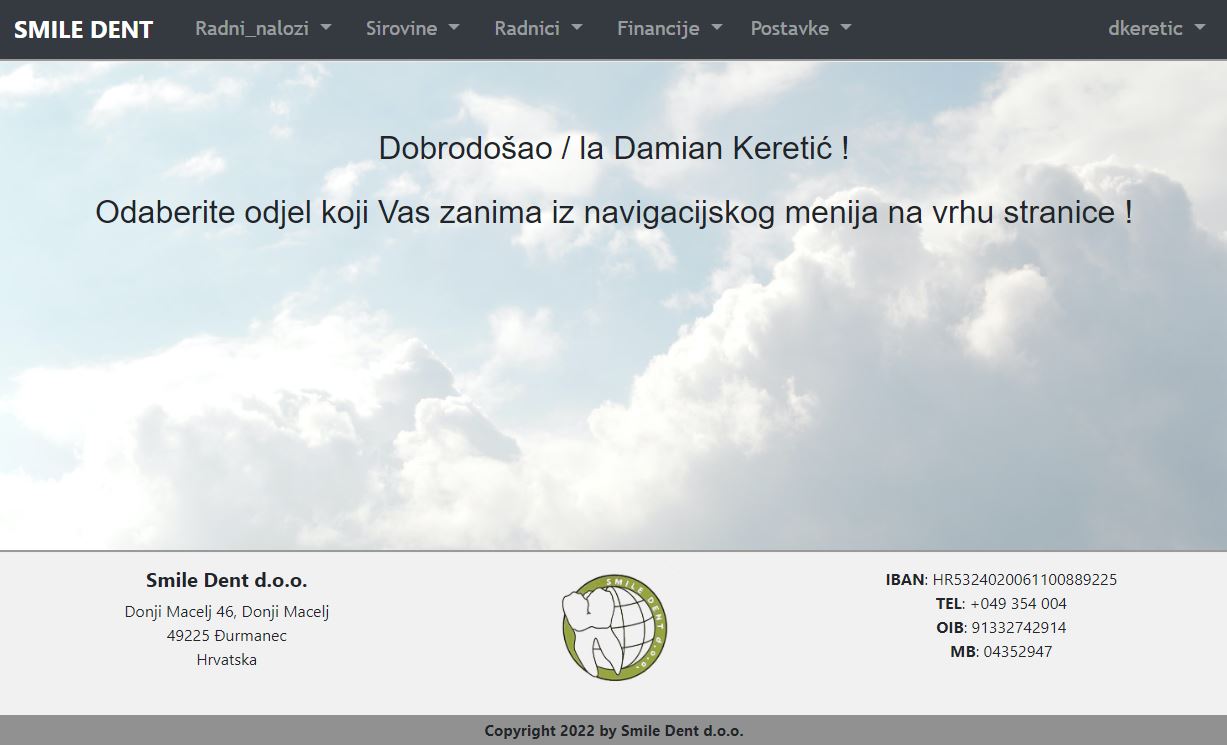 SMILE DENT Radni_nalozi Sirovine Radnici Financije Postavke dkeretic
Dobrodošao / la Damian Keretić !
Odaberite odjel koji Vas zanima iz navigacijskog menija na vrhu stranice !
Smile Dent d.o.o.
Donji Macelj 46, Donji Macelj
49225 Đurmanec
Hrvatska
SMILE DENT d.o.o.
IBAN: HR5324020061100889225
TEL: +049 354 004
OIB: 91332742914
MB: 04352947
Copyright 2022 by Smile Dent d.o.o.